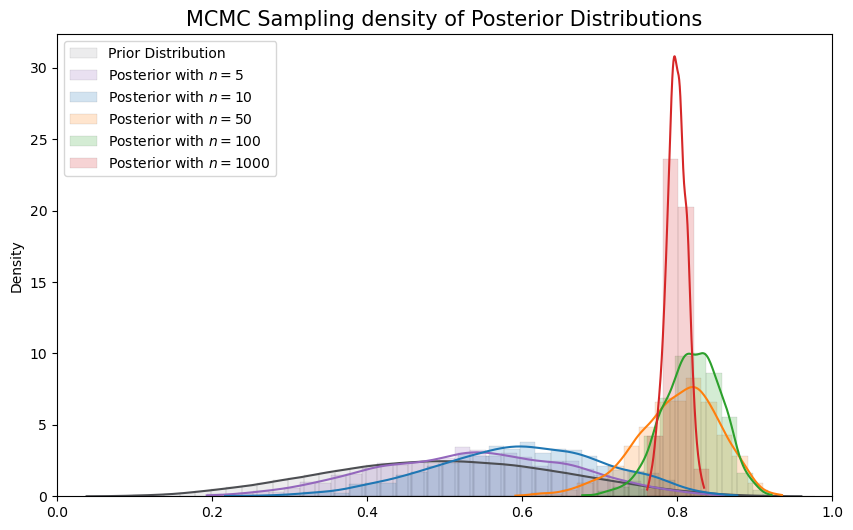 MCMC Sampling density of Posterior Distributions
Prior Distribution
Posterior with n = 5
Posterior with n = 10
Posterior with n = 50
Posterior with n = 100
Posterior with n = 1000
Density
30
25
20
15
10
5
0
0.0 0.2 0.4 0.6 0.8 1.0